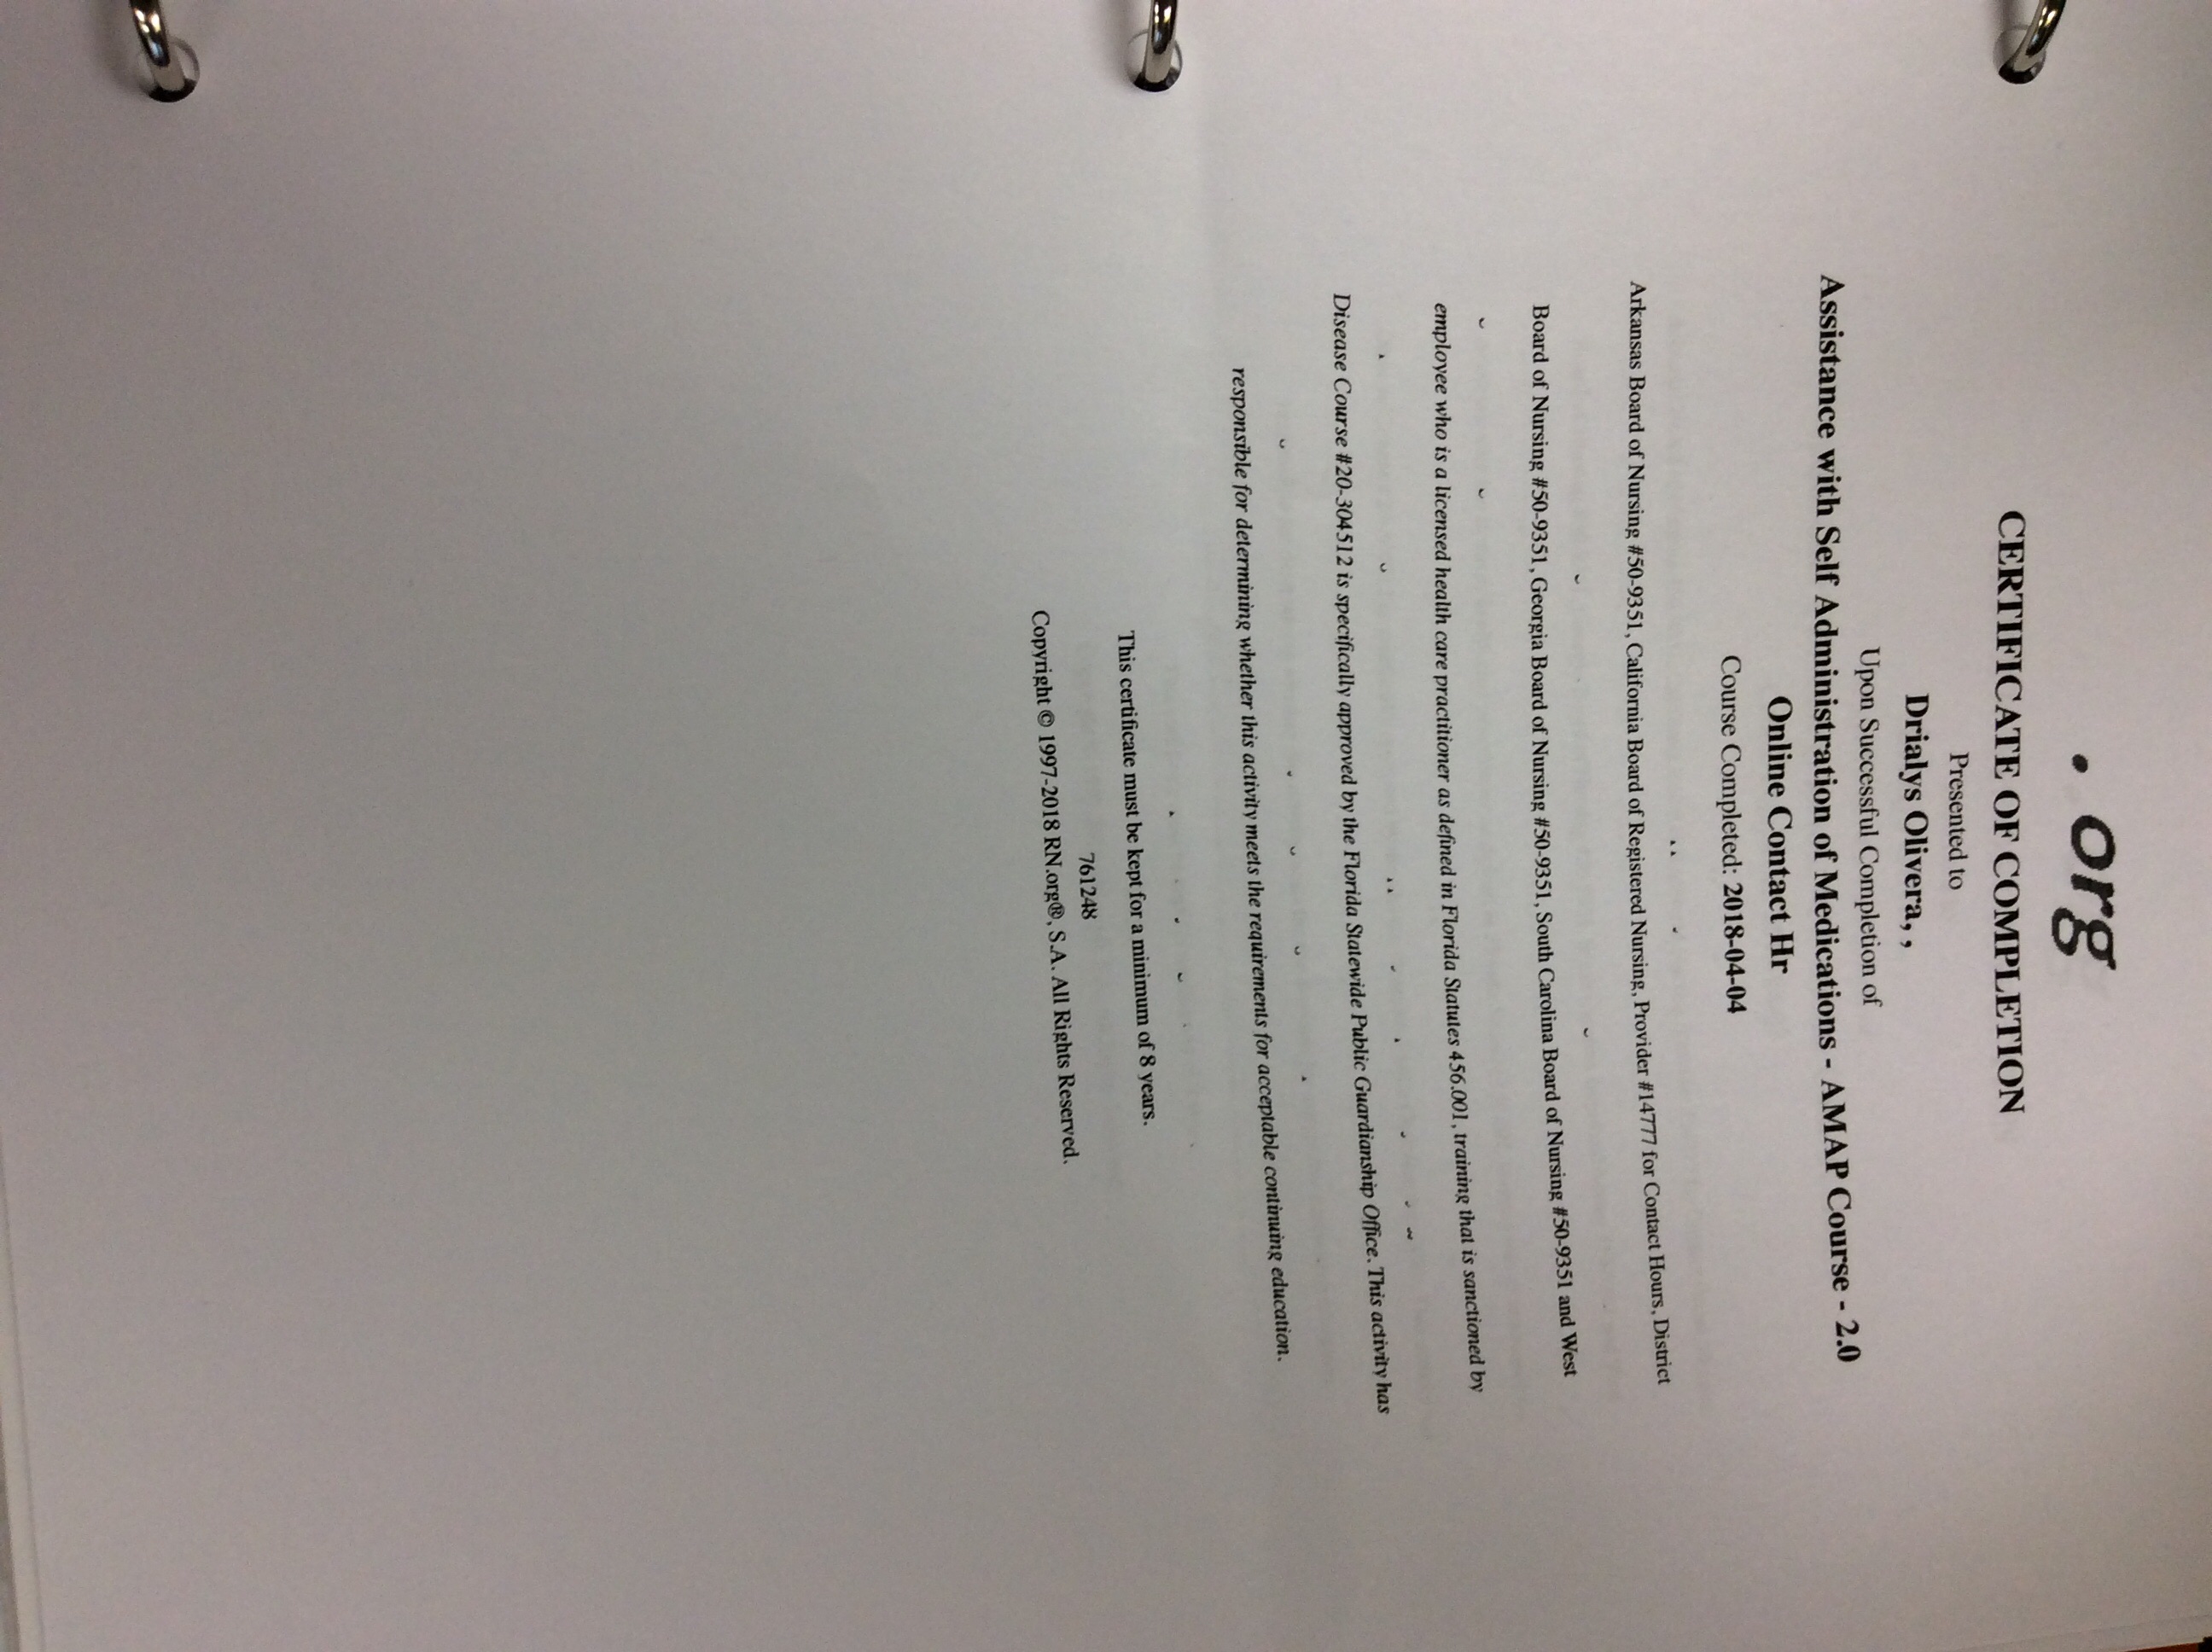 . org
CERTIFICATE OF COMPLETION
Presented to
Drialys Olivera, ,
Upon Successful Completion of
Assistance with Self Administration of Medications - AMAP Course - 2.0
Online Contact Hr
Course Completed: 2018-04-04
Arkansas Board of Nursing #50-9351, California Board of Registered Nursing, Provider #14777 for Contact Hours, District
Board of Nursing #50-9351, Georgia Board of Nursing #50-9351, South Carolina Board of Nursing #50-9351 and West
employee who is a licensed health care practitioner as defined in Florida Statutes 456.001, training that is sanctioned by
Disease Course #20-304512 is specifically approved by the Florida Statewide Public Guardianship Office. This activity has
responsible for determining whether this activity meets the requirements for acceptable continuing education.
This certificate must be kept for a minimum of 8 years.
761248
Copyright © 1997-2018 RN.org®, S.A. All Rights Reserved.